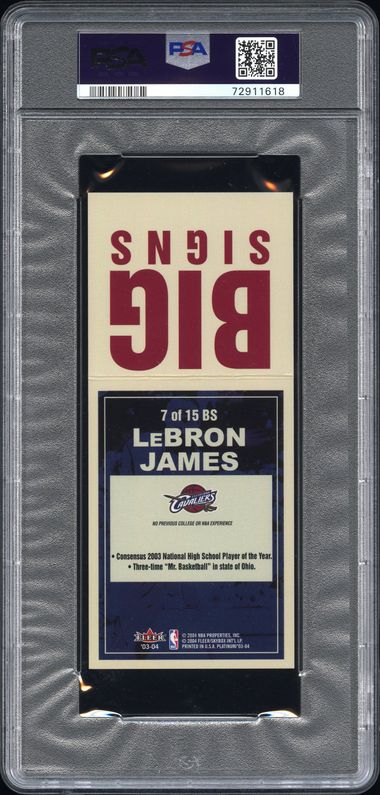 PSA
PSA
72911618
BIG
SIGNS
7 of 15 BS
LEBRON
JAMES
CAVALIERS
NO PREVIOUS COLLEGE OR NBA EXPERIENCE
• Consensus 2003 National High School Player of the Year.
• Three-time "Mr. Basketball" in state of Ohio.
FLEER
'03-04
NBA
© 2004 NBA PROPERTIES, INC.
© 2004 FLEER/SKYBOX INT'L LP.
PRINTED IN U.S.A. PLATINUM '03-04